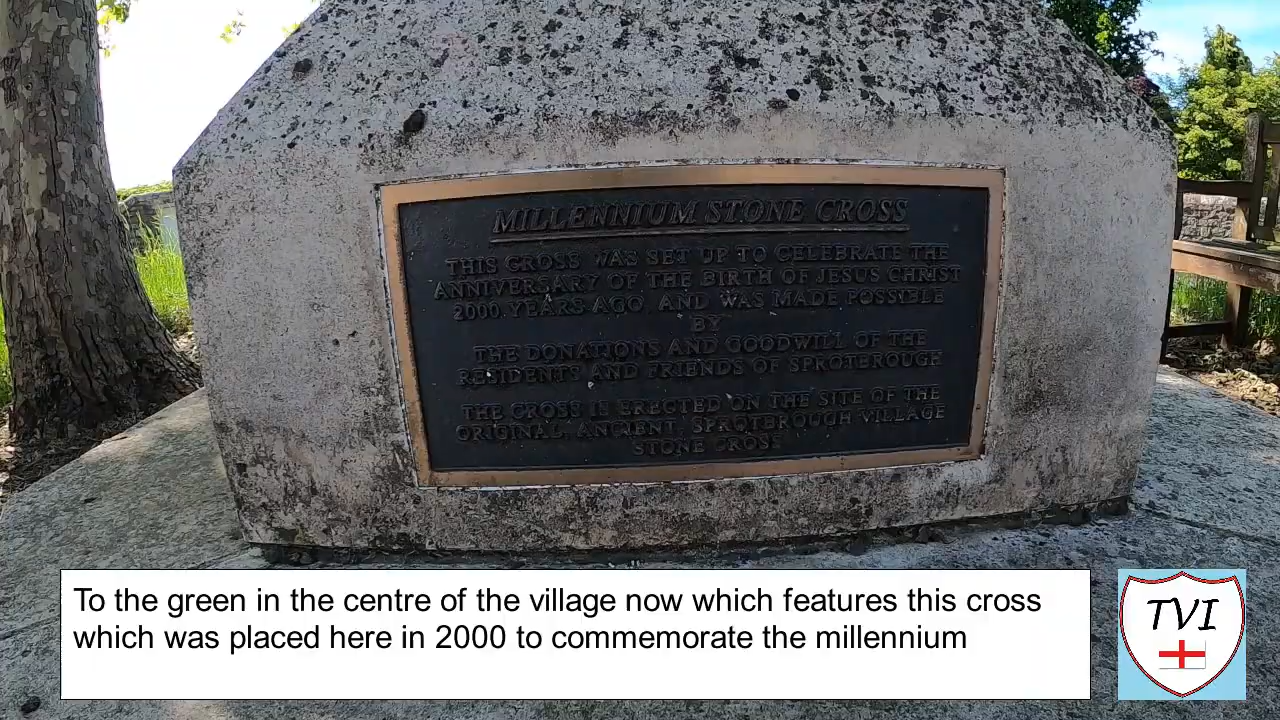 MILLENNIUM STONE CROSS
THIS CROSS WAS SET UP TO CELEBRATE THE
ANNIVERSARY OF THE BIRTH OF JESUS CHRIST
2000 YEARS AGO, AND WAS MADE POSSIBLE
BY
THE DONATIONS AND GOODWILL OF THE
RESIDENTS AND FRIENDS OF SPROTBROUGH
THE CROSS IS ERECTED ON THE SITE OF THE
ORIGINAL, ANCIENT, SPROTBROUGH VILLAGE
STONE CROSS
To the green in the centre of the village now which features this cross
which was placed here in 2000 to commemorate the millennium
TVI